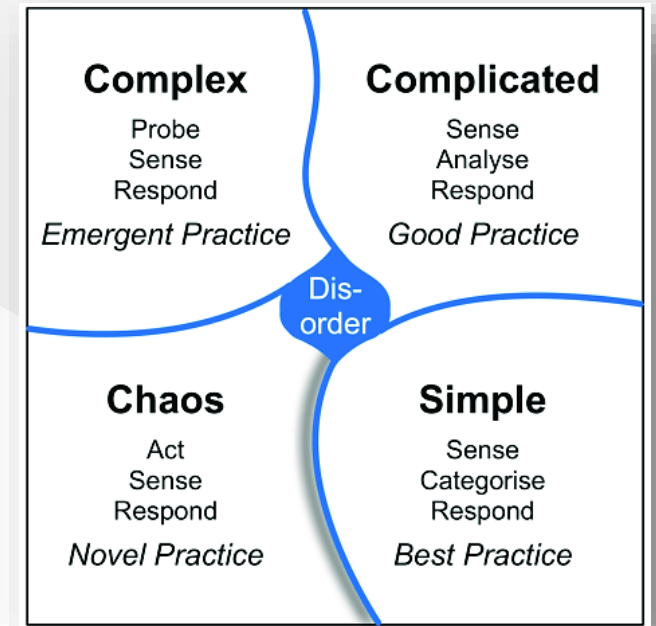 Complex
Probe
Sense
Respond
Emergent Practice
Complicated
Sense
Analyse
Respond
Good Practice
Dis-
order
Chaos
Act
Sense
Respond
Novel Practice
Simple
Sense
Categorise
Respond
Best Practice